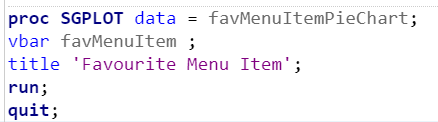 proc SGPLOT data = favMenuItemPieChart;
vbar favMenuItem ;
title 'Favourite Menu Item';
run;
quit;